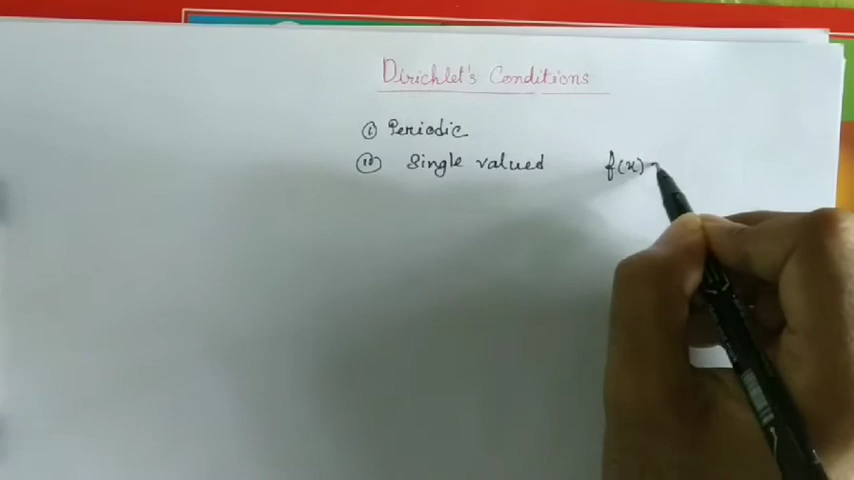 Dirichlet's Conditions
(i) Periodic
(ii) Single valued f(x)